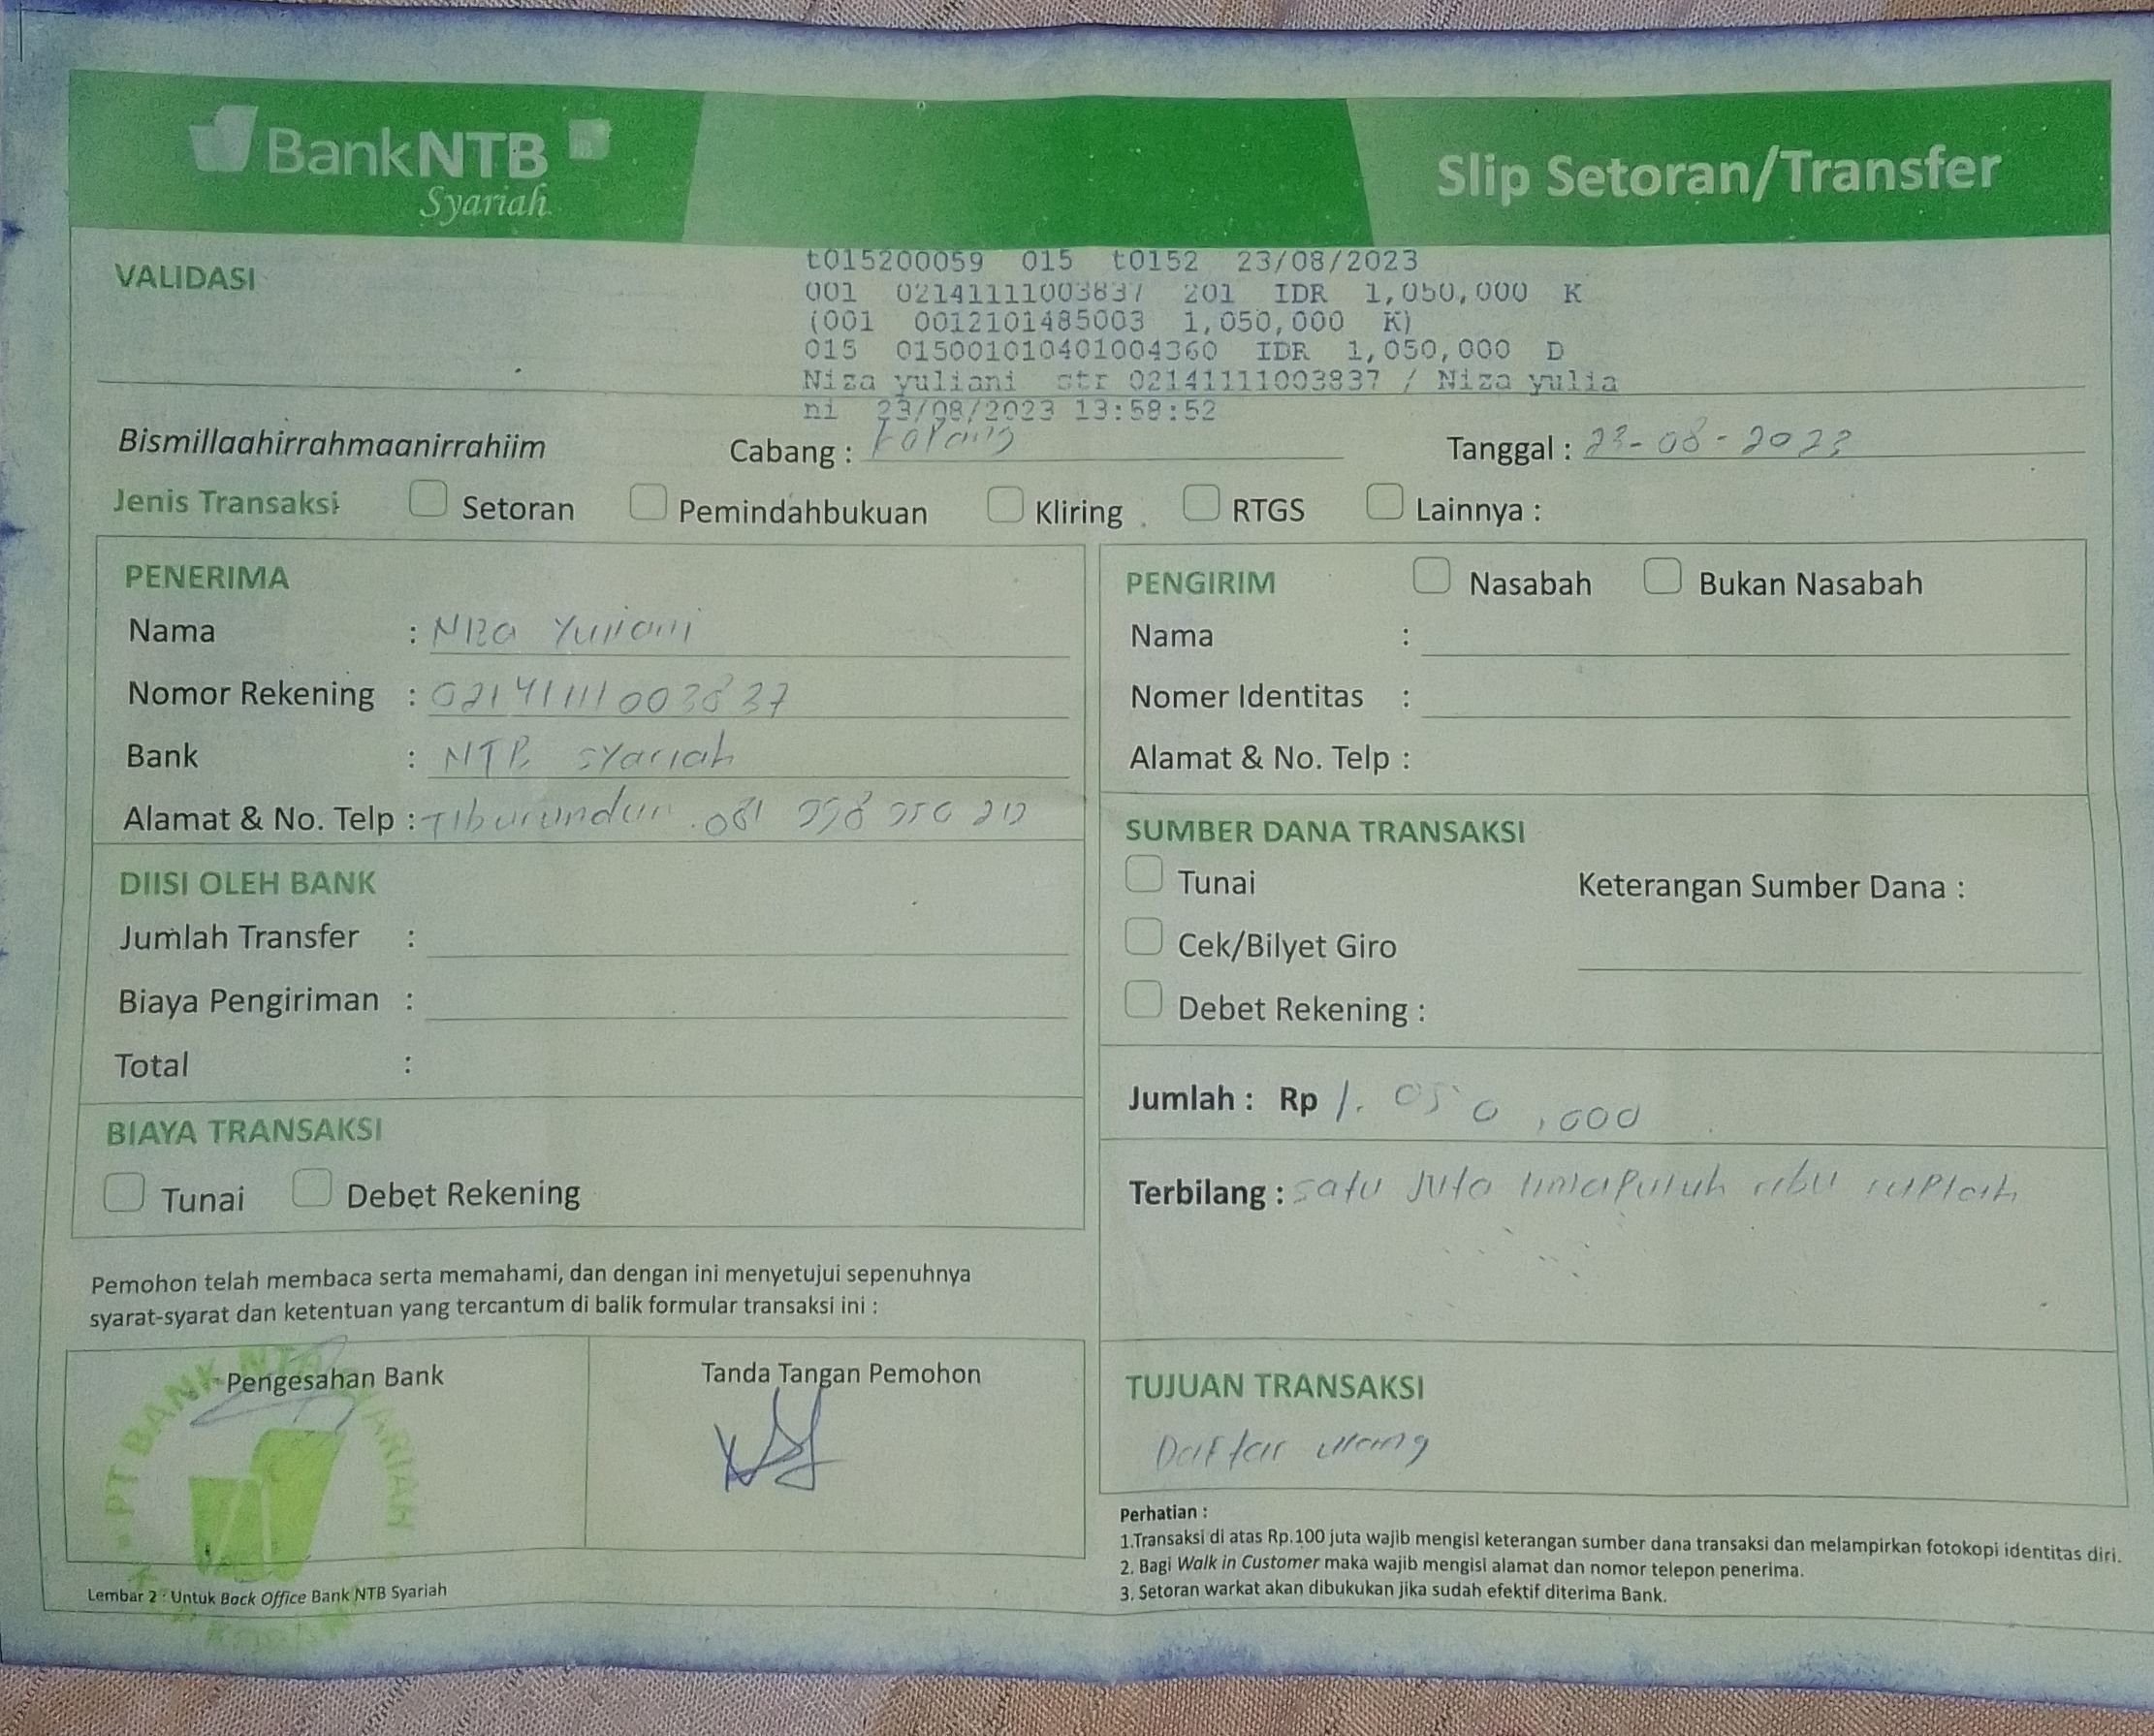 BankNTB
Syariah
Slip Setoran/Transfer
VALIDASI
t015200059 015 t0152 23/08/2023
001 02141111003837 201 IDR 1,050,000 K
(001 0012101485003 1,050,000 K)
015 015001010401004360 IDR 1,050,000 D
Niza yuliani str 02141111003837 / Niza yulia
ni 23/08/2023 13:58:52
Bismillaahirrahmaanirrahiim Cabang : Tanggal : 23-08-2023
Jenis Transaksi Setoran Pemindahbukuan Kliring RTGS Lainnya :
PENERIMA
Nama : Niza Yuliani
Nomor Rekening : 02141111003837
Bank : NTB Syariah
Alamat & No. Telp :
DIISI OLEH BANK
Jumlah Transfer :
Biaya Pengiriman :
Total :
BIAYA TRANSAKSI
Tunai Debet Rekening
Pemohon telah membaca serta memahami, dan dengan ini menyetujui sepenuhnya
syarat-syarat dan ketentuan yang tercantum di balik formular transaksi ini :
Pengesahan Bank
PT BANK NTB SYARIAH
Tanda Tangan Pemohon
Lembar 2 : Untuk Back Office Bank NTB Syariah
PENGIRIM Nasabah Bukan Nasabah
Nama :
Nomer Identitas :
Alamat & No. Telp :
SUMBER DANA TRANSAKSI
Tunai Keterangan Sumber Dana :
Cek/Bilyet Giro
Debet Rekening :
Jumlah : Rp 1.050,000
Terbilang : satu juta limapuluh ribu rupiah
TUJUAN TRANSAKSI
Daftar ulang
Perhatian :
1.Transaksi di atas Rp.100 juta wajib mengisi keterangan sumber dana transaksi dan melampirkan fotokopi identitas diri.
2. Bagi Walk in Customer maka wajib mengisi alamat dan nomor telepon penerima.
3. Setoran warkat akan dibukukan jika sudah efektif diterima Bank.